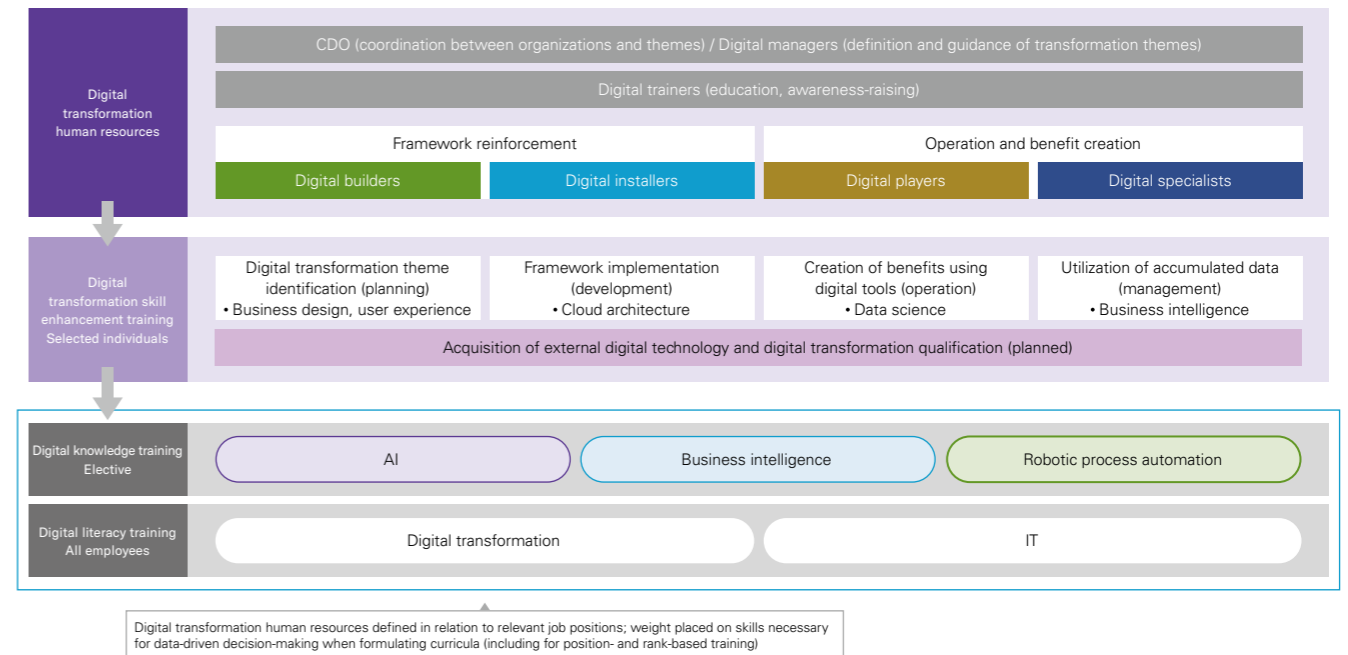 Digital
transformation
human resources
CDO (coordination between organizations and themes) / Digital managers (definition and guidance of transformation themes)
Digital trainers (education, awareness-raising)
Framework reinforcement
Operation and benefit creation
Digital builders
Digital installers
Digital players
Digital specialists
Digital
transformation skill
enhancement training
Selected individuals
Digital transformation theme
identification (planning)
• Business design, user experience
Framework implementation
(development)
• Cloud architecture
Creation of benefits using
digital tools (operation)
• Data science
Utilization of accumulated data
(management)
• Business intelligence
Acquisition of external digital technology and digital transformation qualification (planned)
Digital knowledge training
Elective
AI
Business intelligence
Robotic process automation
Digital literacy training
All employees
Digital transformation
IT
Digital transformation human resources defined in relation to relevant job positions; weight placed on skills necessary
for data-driven decision-making when formulating curricula (including for position- and rank-based training)